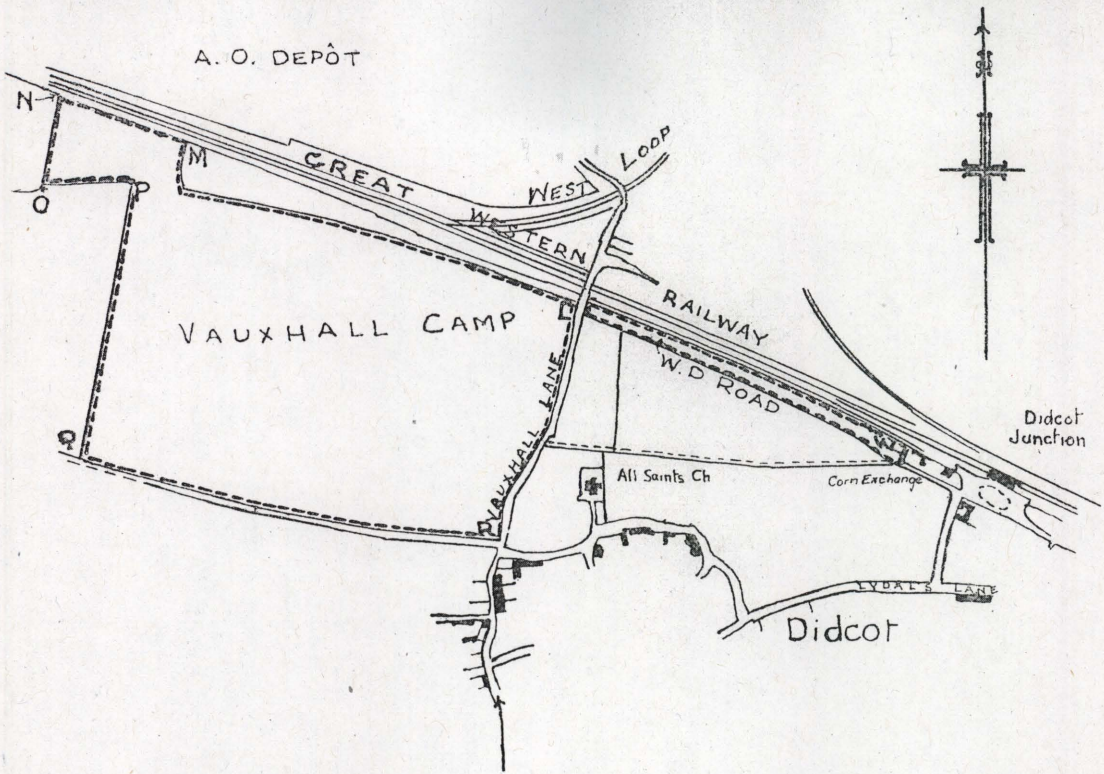 A. O. DEPÔT
N
M
GREAT
WEST LOOP
WESTERN
O
P
RAILWAY
VAUXHALL CAMP
L
W.D ROAD
VAUXHALL LANE
Didcot
Junction
Q
All Saints Ch
Corn Exchange
R
LYDALS LANE
Didcot